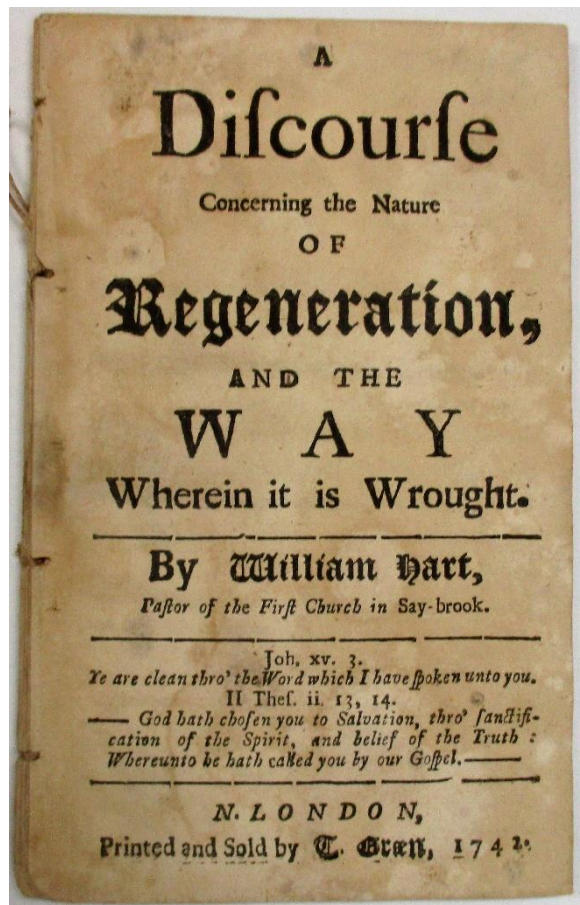 A
Diſcourſe
Concerning the Nature
OF
Regeneration,
AND THE
WAY
Wherein it is Wrought.
By William Hart,
Paſtor of the Firſt Church in Say-brook.
Joh. xv. 3.
Ye are clean thro' the Word which I have ſpoken unto you.
II Theſ. ii. 13, 14.
—— God hath choſen you to Salvation, thro' ſanctifi-
cation of the Spirit, and belief of the Truth :
Whereunto he hath called you by our Goſpel.——
N. LONDON,
Printed and Sold by T. Green, 1742.